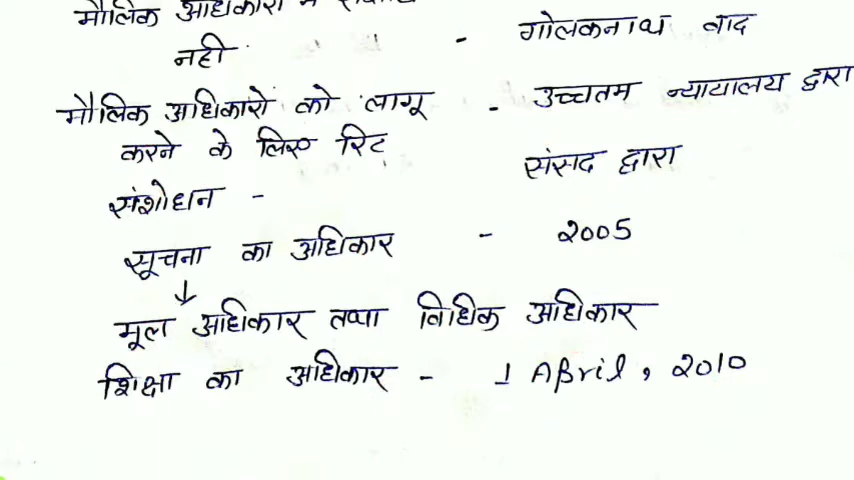 मौलिक अधिकारों में
नही - गोलकनाथ वाद
मौलिक अधिकारो को लागू - उच्चतम न्यायालय द्वारा
करने के लिए रिट
संशोधन - संसद द्वारा
सूचना का अधिकार - 2005
↓
मूल अधिकार तथा विधिक अधिकार
शिक्षा का अधिकार - 1 April, 2010